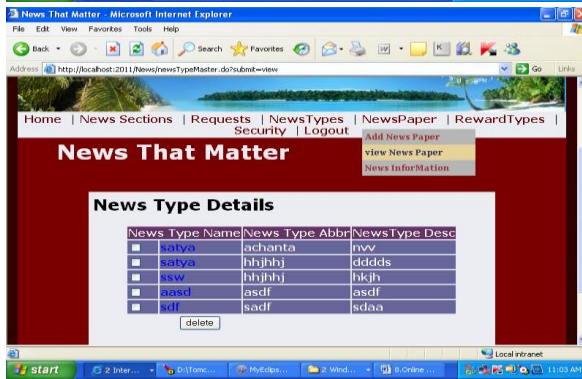 News That Matter - Microsoft Internet Explorer
File Edit View Favorites Tools Help
Back Search Favorites
Address http://localhost:2011/News/newsTypeMaster.do?submit=view Go Links
Home | News Sections | Requests | NewsTypes | NewsPaper | RewardTypes |
Security | Logout
Add News Paper
view News Paper
News InforMation
News That Matter
News Type Details
News Type Name News Type Abbr NewsType Desc
satya achanta nvv
satya hhjhhj dddds
ssw hhjhhj hkjh
aasd asdf asdf
sdf sadf sdaa
delete
Local intranet
start 2 Inter... D:\Tomc... MyEclips... 2 Wind... B.Online ... 11:03 AM